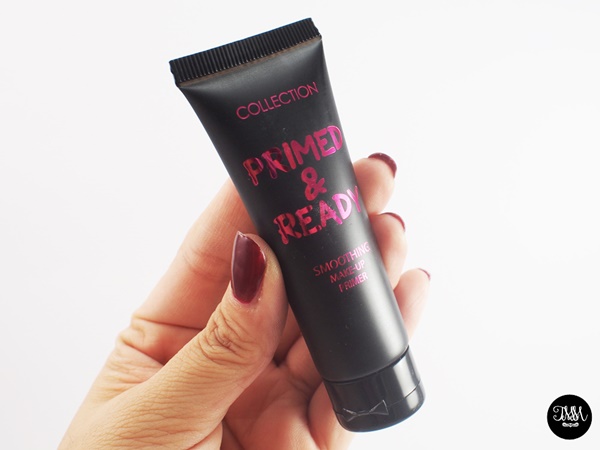 COLLECTION
PRIMED
&
READY
SMOOTHING
MAKE-UP
PRIMER